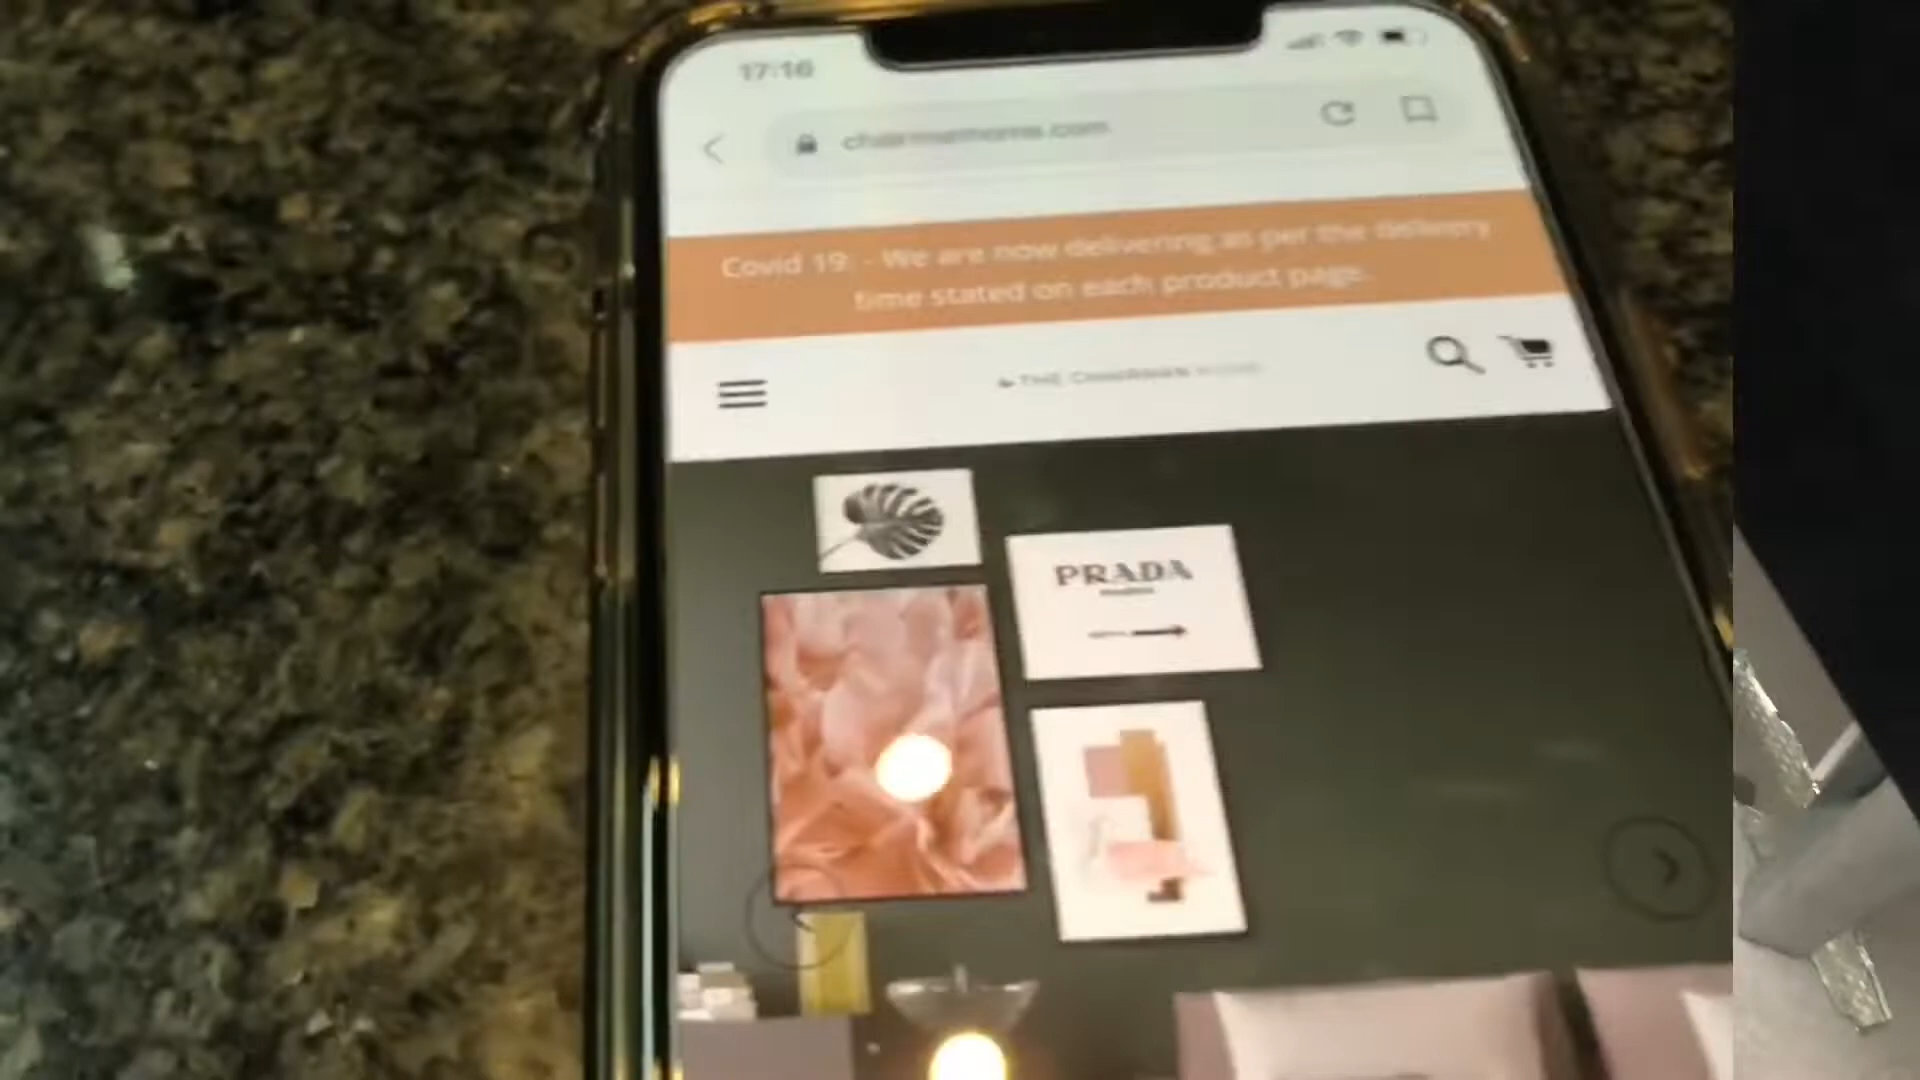 17:16
Covid 19: - We are now delivering as per the delivery
time stated on each product page.
THE
PRADA